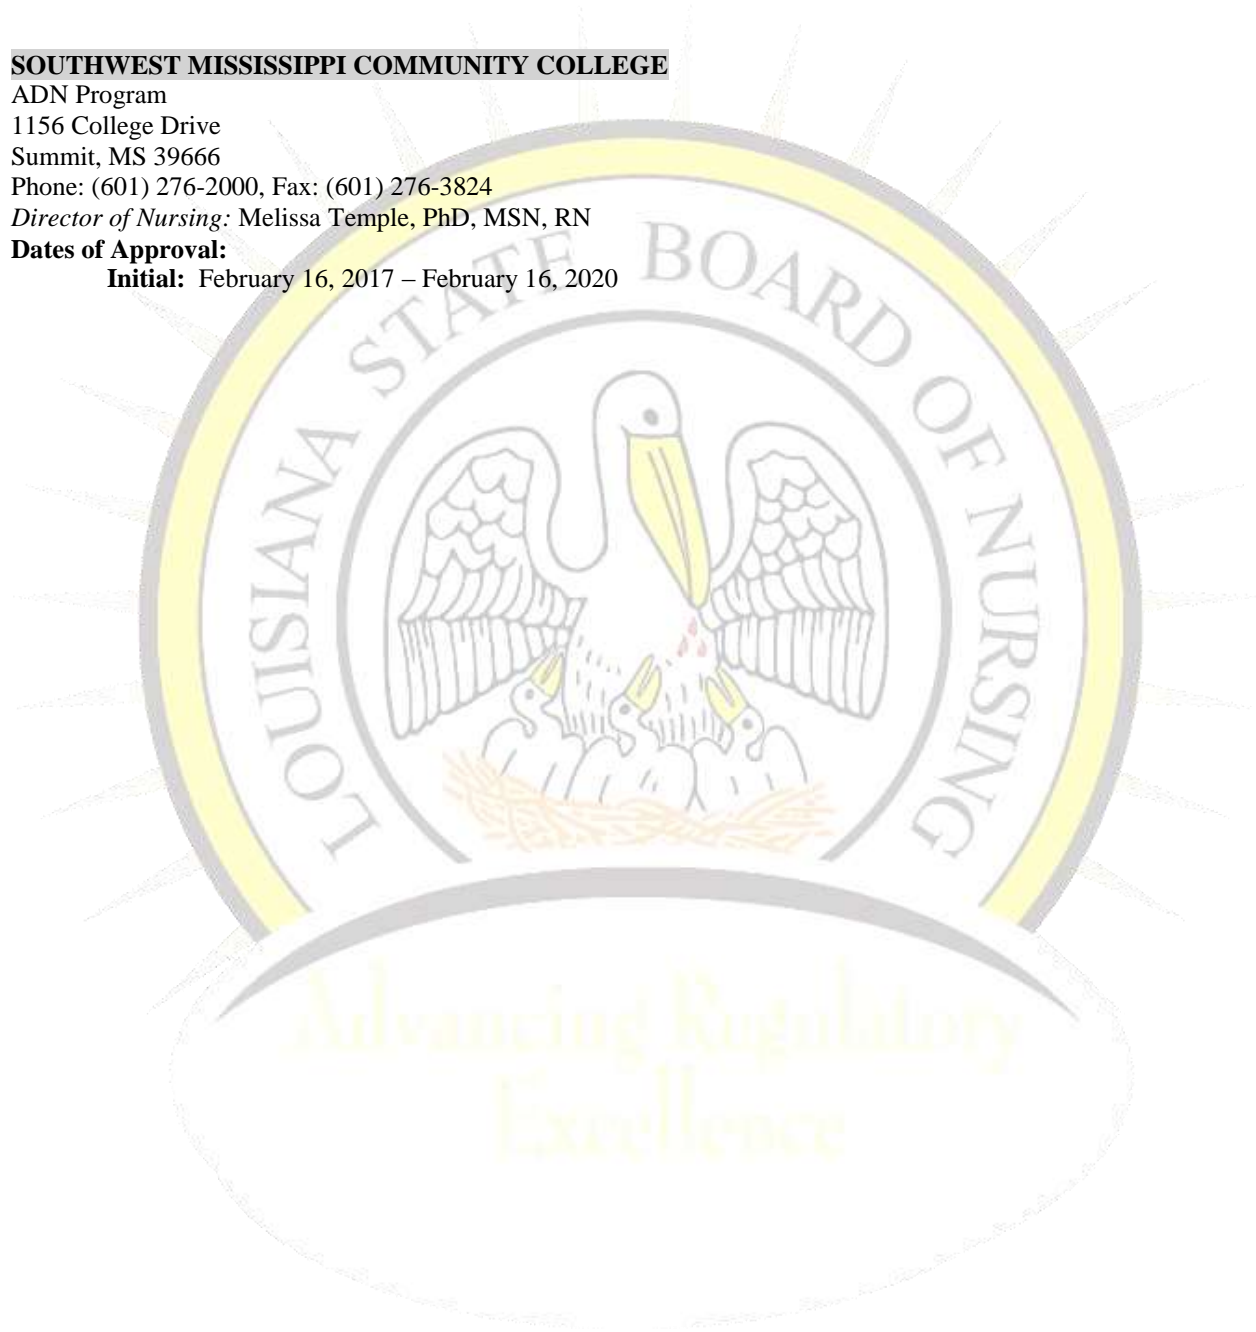 SOUTHWEST MISSISSIPPI COMMUNITY COLLEGE
ADN Program
1156 College Drive
Summit, MS 39666
Phone: (601) 276-2000, Fax: (601) 276-3824
Director of Nursing: Melissa Temple, PhD, MSN, RN
Dates of Approval:
Initial: February 16, 2017 – February 16, 2020
LOUISIANA STATE BOARD OF NURSING
Advancing Regulatory
Excellence